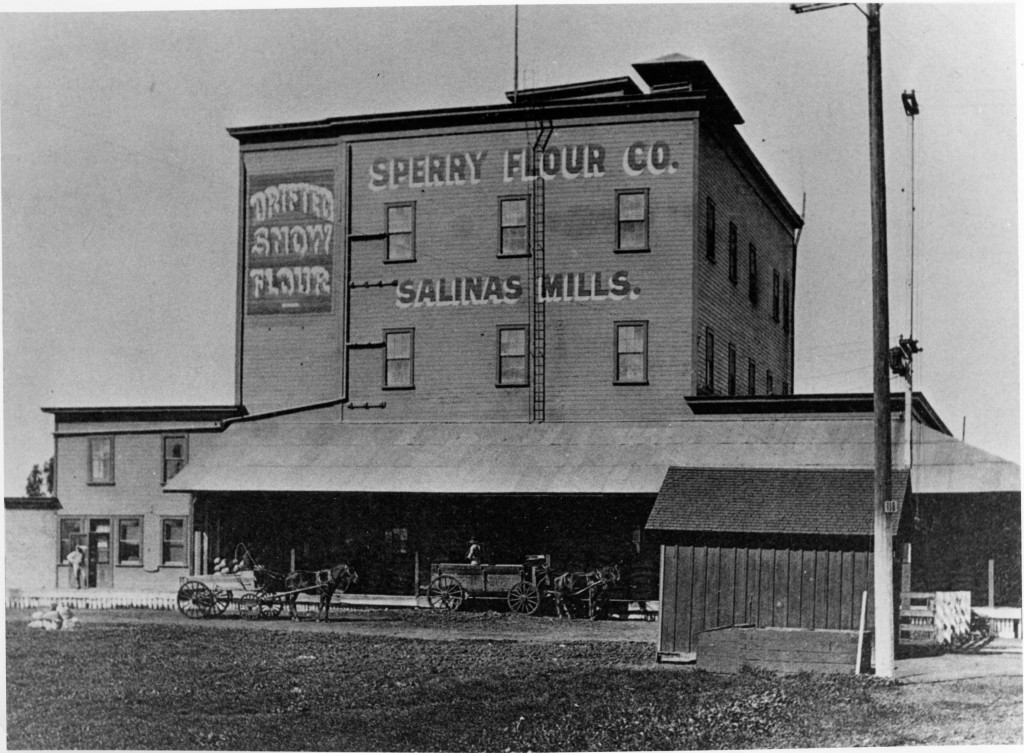 SPERRY FLOUR CO.
DRIFTED
SNOW
FLOUR
SALINAS MILLS.